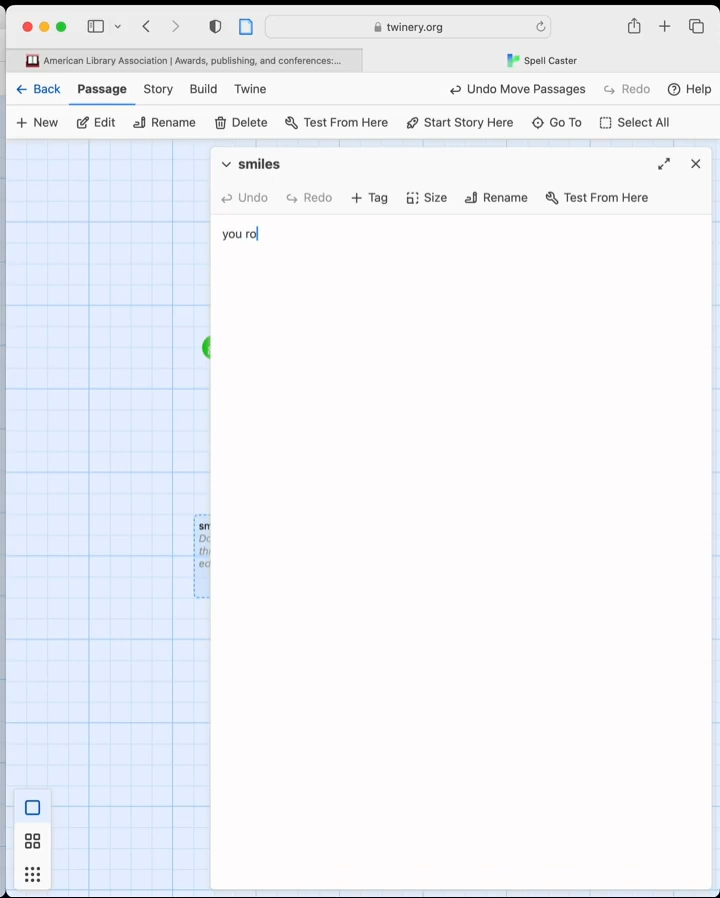 twinery.org
American Library Association | Awards, publishing, and conferences:...
Spell Caster
Back Passage Story Build Twine Undo Move Passages Redo Help
New Edit Rename Delete Test From Here Start Story Here Go To Select All
smiles
Undo Redo Tag Size Rename Test From Here
you ro